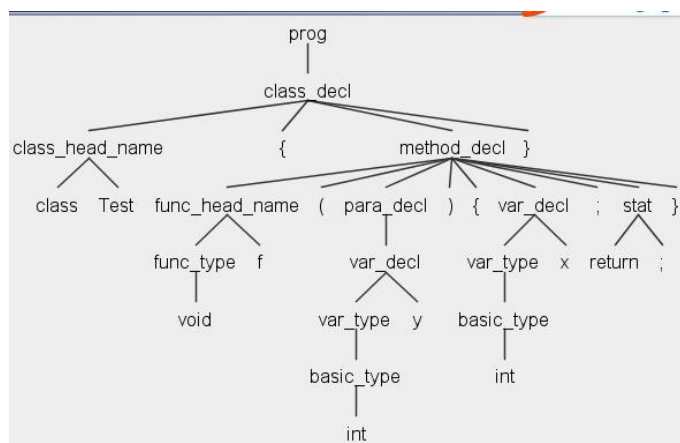 prog
class_decl
class_head_name { method_decl }
class Test func_head_name ( para_decl ) { var_decl ; stat }
func_type f var_decl var_type x return ;
void var_type y basic_type
basic_type int
int